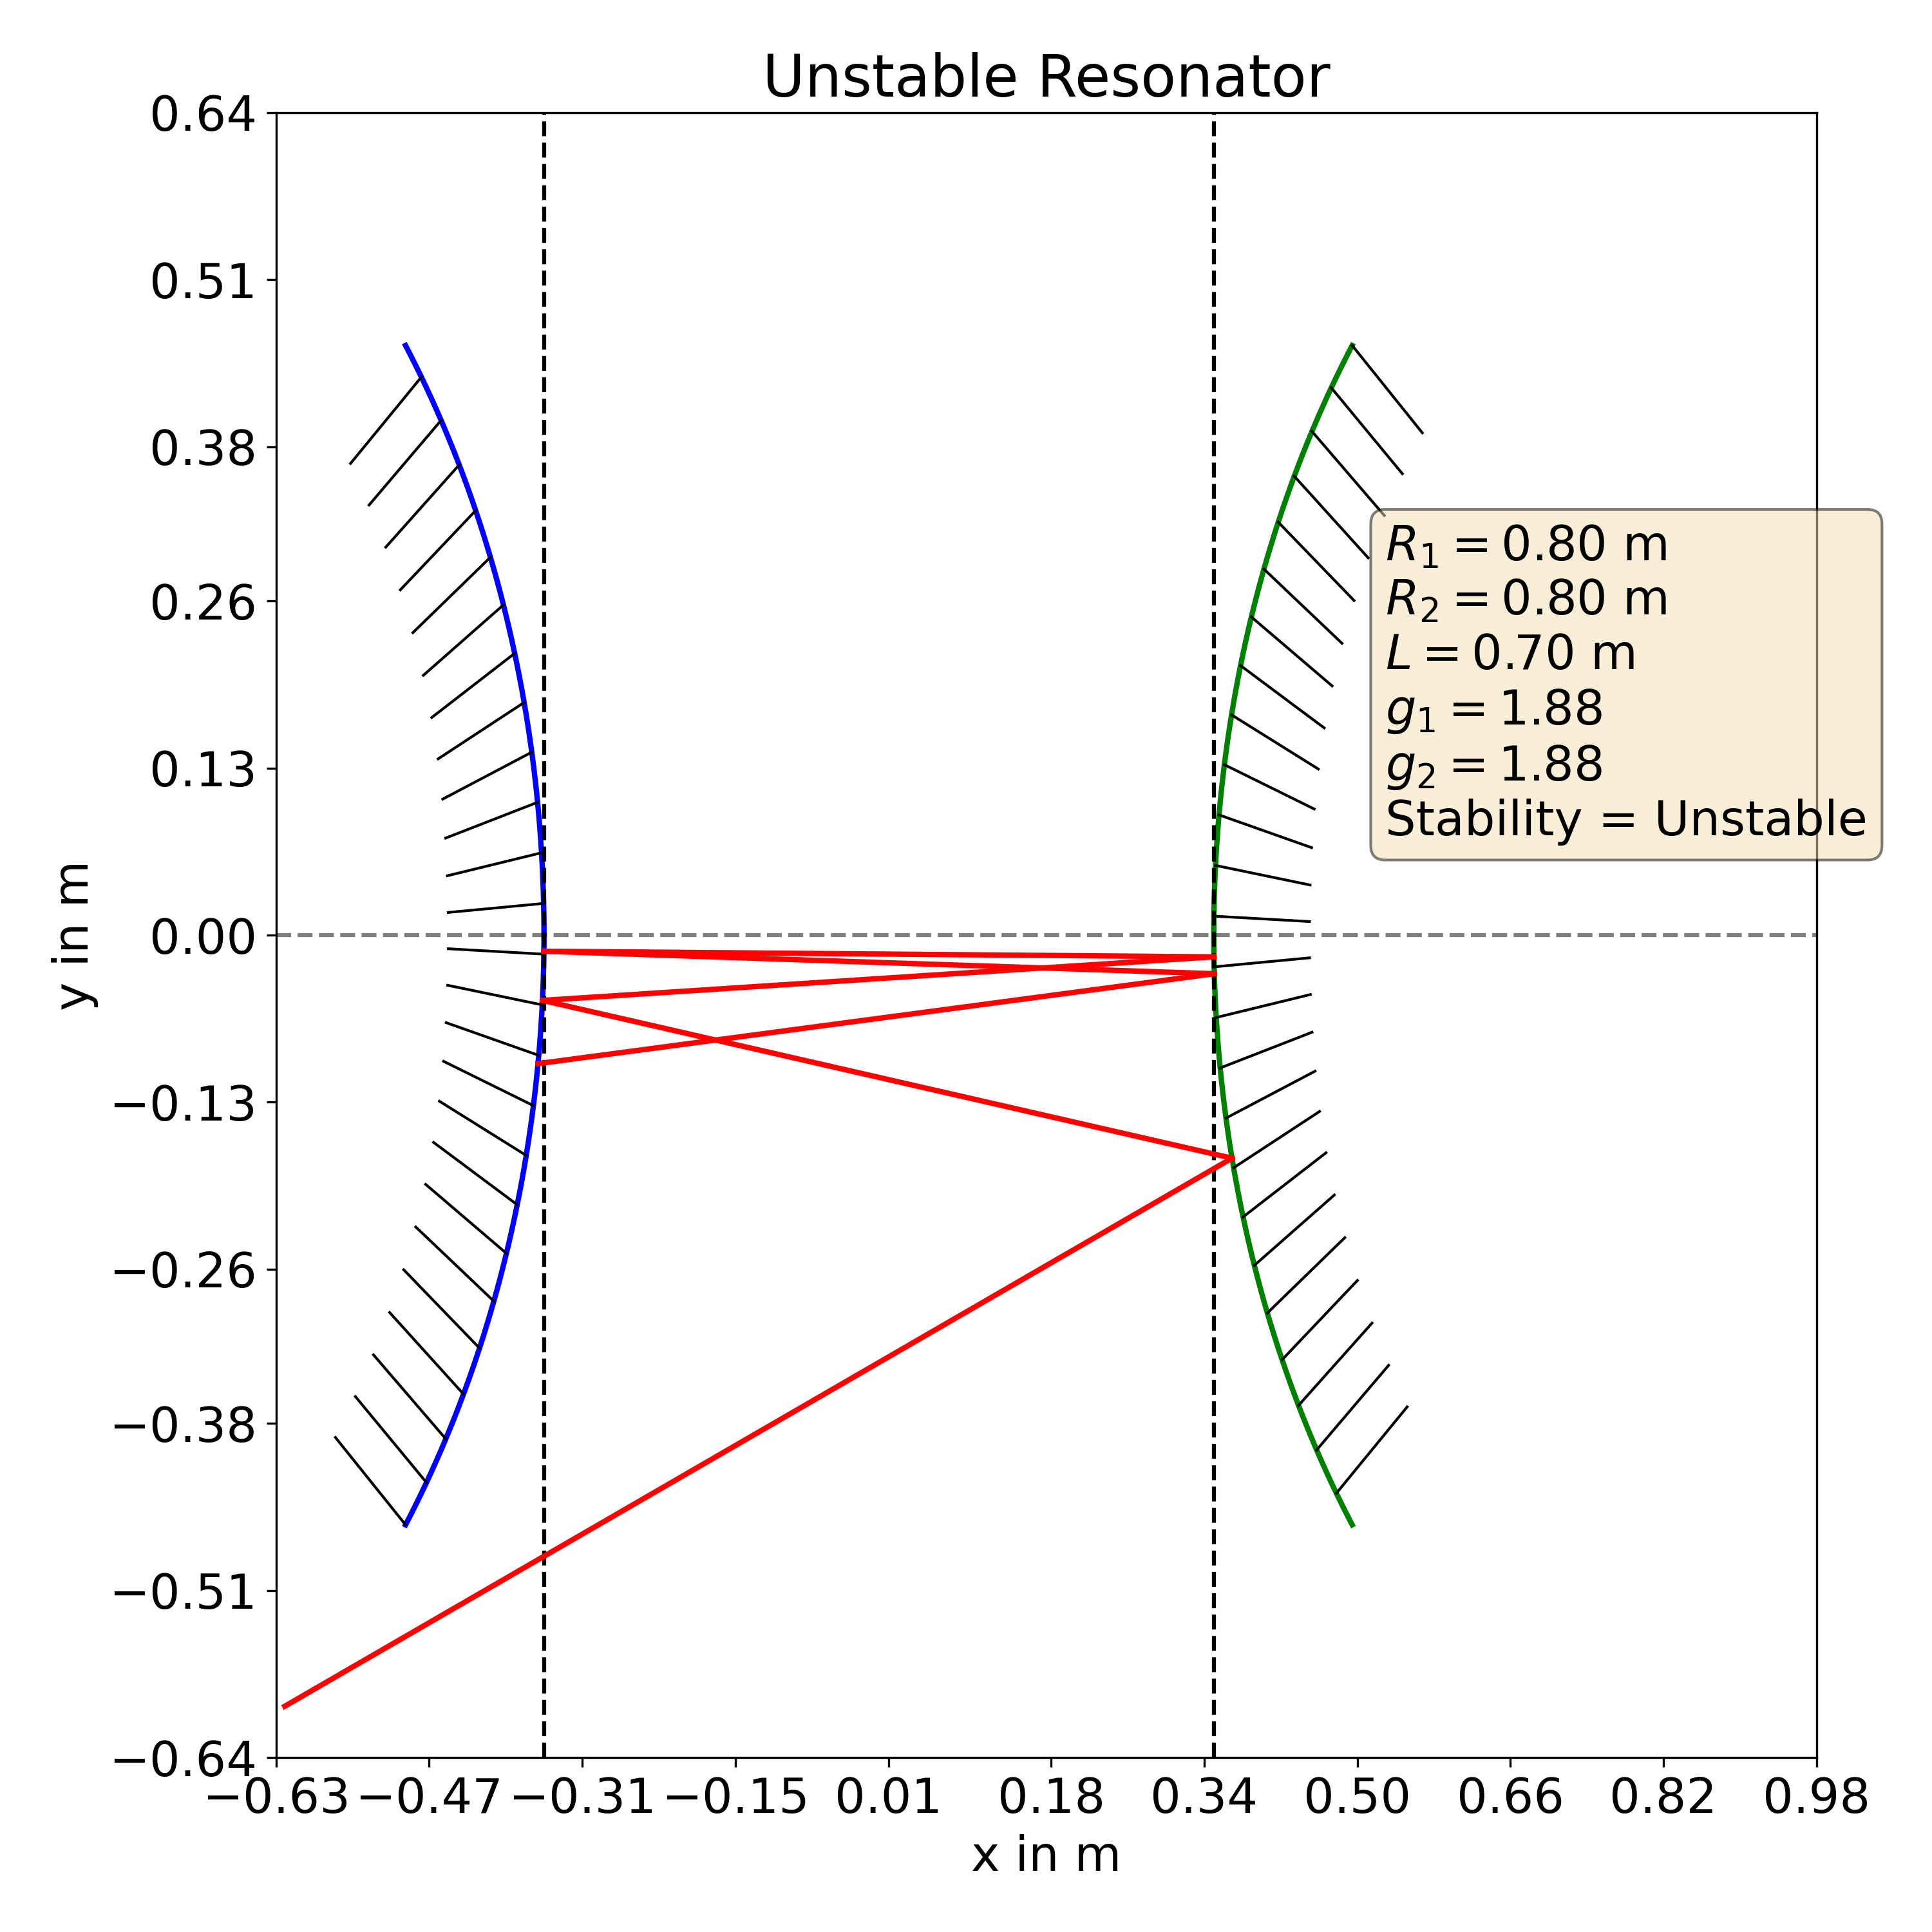 Unstable Resonator
0.64
0.51
0.38
0.26
0.13
0.00
−0.13
−0.26
−0.38
−0.51
−0.64
y in m
R₁ = 0.80 m
R₂ = 0.80 m
L = 0.70 m
g₁ = 1.88
g₂ = 1.88
Stability = Unstable
−0.63 −0.47 −0.31 −0.15 0.01 0.18 0.34 0.50 0.66 0.82 0.98
x in m